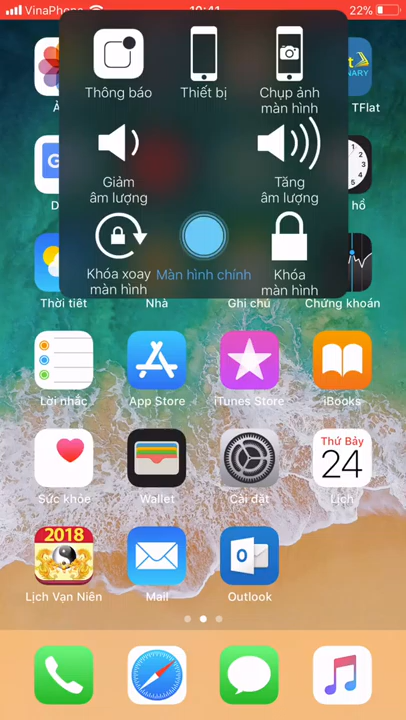 VinaPhone 22%
Thông báo Thiết bị Chụp ảnh
màn hình
TFlat
Giảm
âm lượng
Tăng
âm lượng
hồ
Khóa xoay
màn hình
Màn hình chính
Khóa
màn hình
Thời tiết Nhà Ghi chú Chứng khoán
Lời nhắc App Store iTunes Store iBooks
Thứ Bảy
24
Sức khỏe Wallet Cài đặt Lịch
2018
Lịch Vạn Niên Mail Outlook